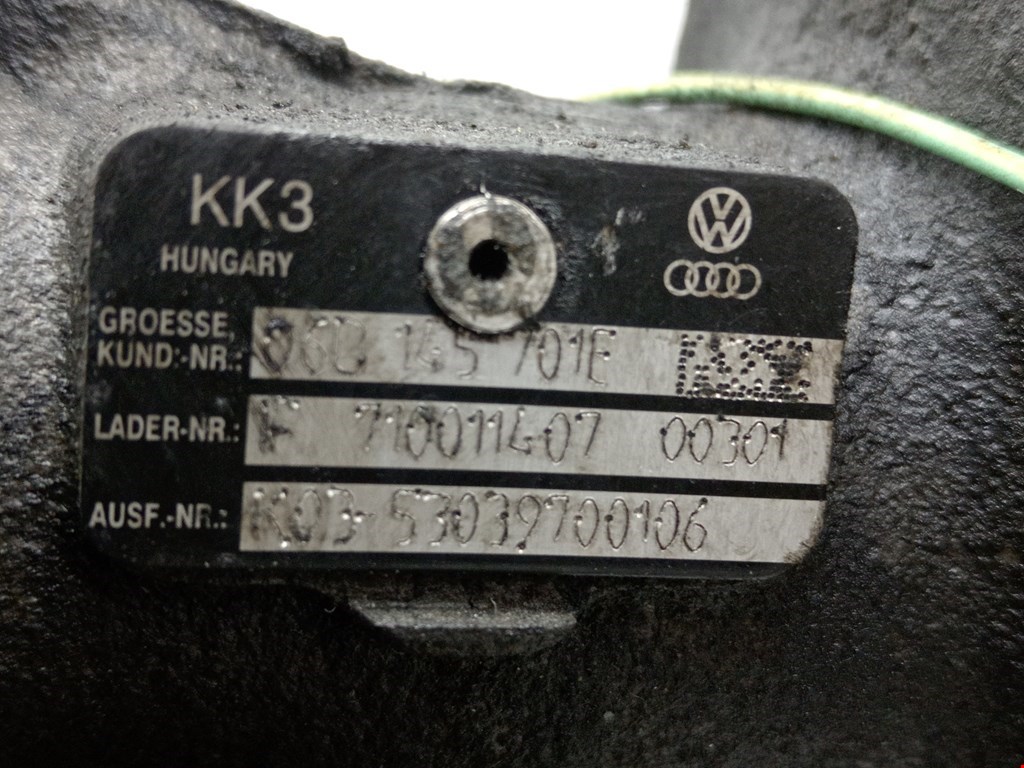 KK3
HUNGARY
GROESSE,
KUND.-NR.: 06D 145 701E
LADER-NR.: F 710011407 00301
AUSF.-NR.: K03-53039700106